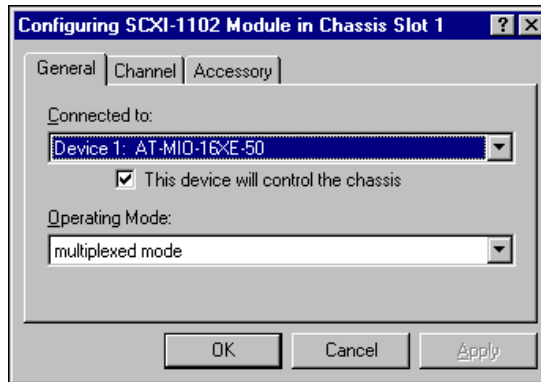 Configuring SCXI-1102 Module in Chassis Slot 1
General Channel Accessory
Connected to:
Device 1: AT-MIO-16XE-50
This device will control the chassis
Operating Mode:
multiplexed mode
OK Cancel Apply